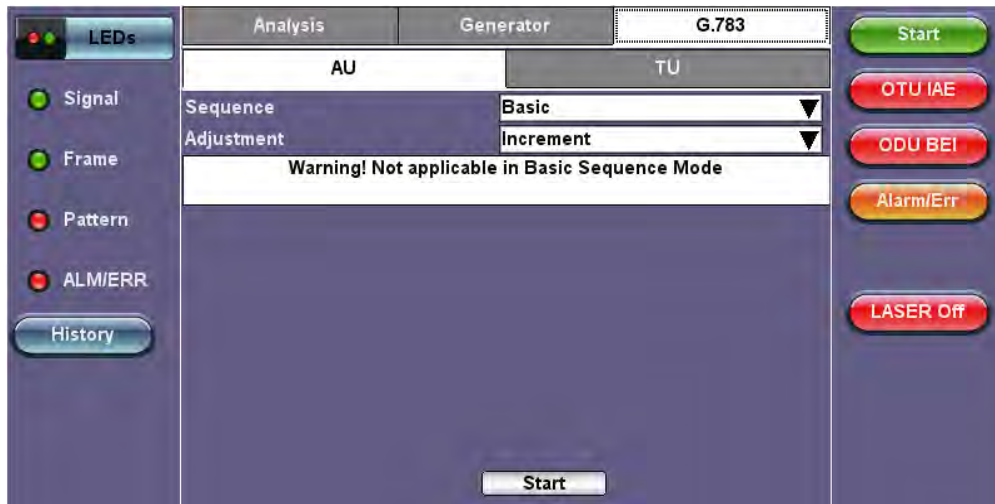 LEDs
Signal
Frame
Pattern
ALM/ERR
History
Analysis Generator G.783
AU TU
Sequence Basic
Adjustment Increment
Warning! Not applicable in Basic Sequence Mode
Start
Start
OTU IAE
ODU BEI
Alarm/Err
LASER Off